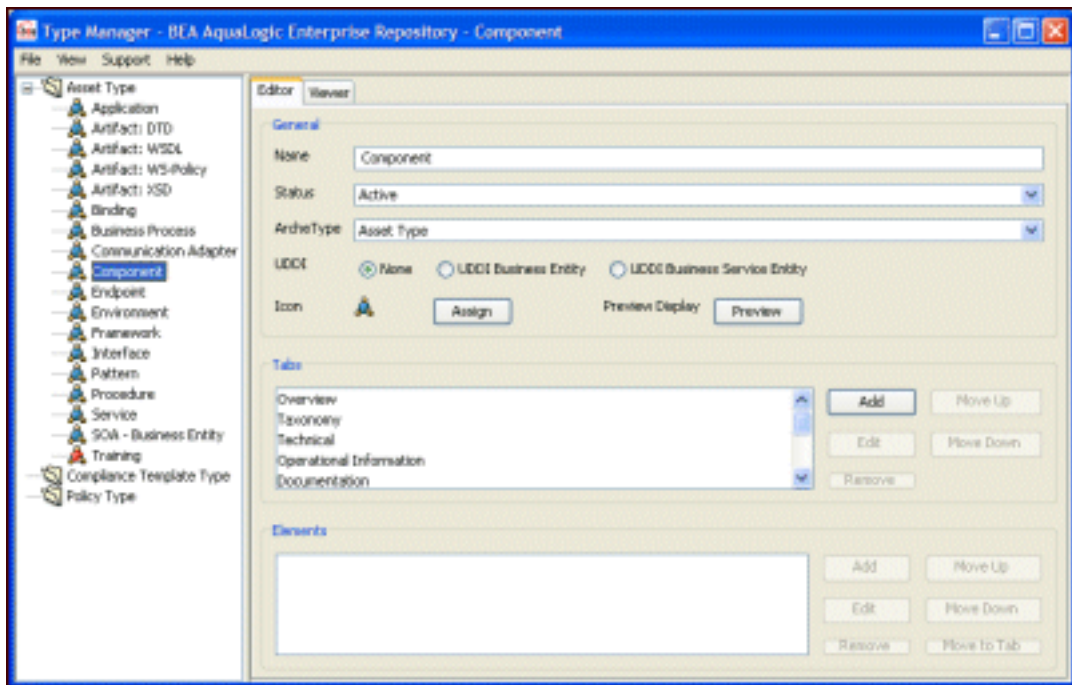 Type Manager - BEA AquaLogic Enterprise Repository - Component
File View Support Help
Asset Type
Application
Artifact: DTD
Artifact: WSDL
Artifact: WS-Policy
Artifact: XSD
Binding
Business Process
Communication Adapter
Component
Endpoint
Environment
Framework
Interface
Pattern
Procedure
Service
SOA - Business Entity
Training
Compliance Template Type
Policy Type
Editor Viewer
General
Name Component
Status Active
ArcheType Asset Type
UDDI None UDDI Business Entity UDDI Business Service Entity
Icon Assign Preview Display Preview
Tabs
Overview
Taxonomy
Technical
Operational Information
Documentation
Add Move Up
Edit Move Down
Remove
Elements
Add Move Up
Edit Move Down
Remove Move to Tab